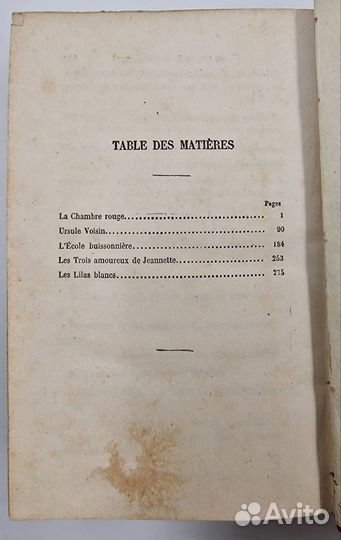 TABLE DES MATIÈRES
Pages
La Chambre rouge........................................ 1
Ursule Voisin........................................ 90
L'École buissonnière........................................ 184
Les Trois amoureux de Jeannette........................................ 253
Les Lilas blancs........................................ 275
Avito